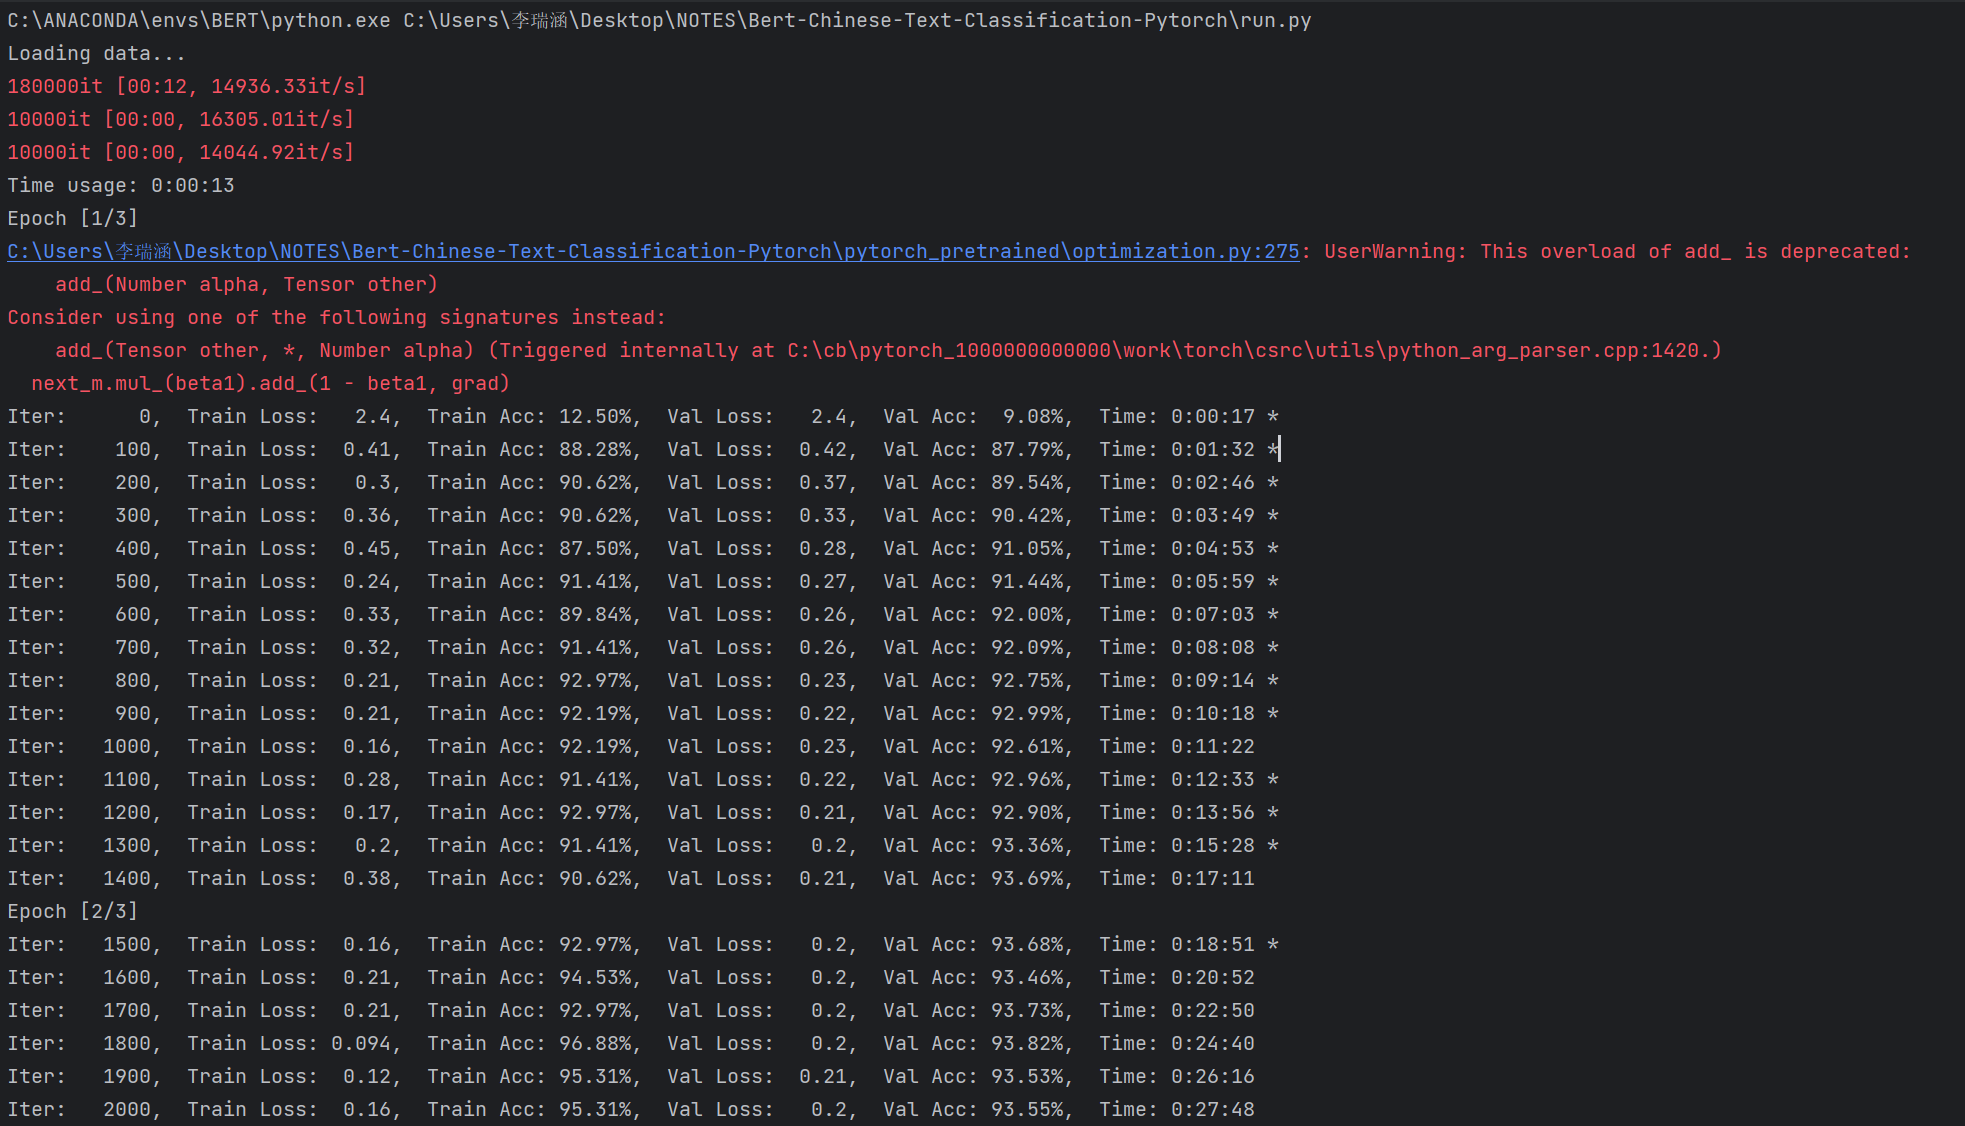 C:\ANACONDA\envs\BERT\python.exe C:\Users\李瑞涵\Desktop\NOTES\Bert-Chinese-Text-Classification-Pytorch\run.py
Loading data...
180000it [00:12, 14936.33it/s]
10000it [00:00, 16305.01it/s]
10000it [00:00, 14044.92it/s]
Time usage: 0:00:13
Epoch [1/3]
C:\Users\李瑞涵\Desktop\NOTES\Bert-Chinese-Text-Classification-Pytorch\pytorch_pretrained\optimization.py:275: UserWarning: This overload of add_ is deprecated:
    add_(Number alpha, Tensor other)
Consider using one of the following signatures instead:
    add_(Tensor other, *, Number alpha) (Triggered internally at C:\cb\pytorch_1000000000000\work\torch\csrc\utils\python_arg_parser.cpp:1420.)
  next_m.mul_(beta1).add_(1 - beta1, grad)
Iter:      0,  Train Loss:   2.4,  Train Acc: 12.50%,  Val Loss:   2.4,  Val Acc:  9.08%,  Time: 0:00:17 *
Iter:    100,  Train Loss:  0.41,  Train Acc: 88.28%,  Val Loss:  0.42,  Val Acc: 87.79%,  Time: 0:01:32 *
Iter:    200,  Train Loss:   0.3,  Train Acc: 90.62%,  Val Loss:  0.37,  Val Acc: 89.54%,  Time: 0:02:46 *
Iter:    300,  Train Loss:  0.36,  Train Acc: 90.62%,  Val Loss:  0.33,  Val Acc: 90.42%,  Time: 0:03:49 *
Iter:    400,  Train Loss:  0.45,  Train Acc: 87.50%,  Val Loss:  0.28,  Val Acc: 91.05%,  Time: 0:04:53 *
Iter:    500,  Train Loss:  0.24,  Train Acc: 91.41%,  Val Loss:  0.27,  Val Acc: 91.44%,  Time: 0:05:59 *
Iter:    600,  Train Loss:  0.33,  Train Acc: 89.84%,  Val Loss:  0.26,  Val Acc: 92.00%,  Time: 0:07:03 *
Iter:    700,  Train Loss:  0.32,  Train Acc: 91.41%,  Val Loss:  0.26,  Val Acc: 92.09%,  Time: 0:08:08 *
Iter:    800,  Train Loss:  0.21,  Train Acc: 92.97%,  Val Loss:  0.23,  Val Acc: 92.75%,  Time: 0:09:14 *
Iter:    900,  Train Loss:  0.21,  Train Acc: 92.19%,  Val Loss:  0.22,  Val Acc: 92.99%,  Time: 0:10:18 *
Iter:   1000,  Train Loss:  0.16,  Train Acc: 92.19%,  Val Loss:  0.23,  Val Acc: 92.61%,  Time: 0:11:22
Iter:   1100,  Train Loss:  0.28,  Train Acc: 91.41%,  Val Loss:  0.22,  Val Acc: 92.96%,  Time: 0:12:33 *
Iter:   1200,  Train Loss:  0.17,  Train Acc: 92.97%,  Val Loss:  0.21,  Val Acc: 92.90%,  Time: 0:13:56 *
Iter:   1300,  Train Loss:   0.2,  Train Acc: 91.41%,  Val Loss:   0.2,  Val Acc: 93.36%,  Time: 0:15:28 *
Iter:   1400,  Train Loss:  0.38,  Train Acc: 90.62%,  Val Loss:  0.21,  Val Acc: 93.69%,  Time: 0:17:11
Epoch [2/3]
Iter:   1500,  Train Loss:  0.16,  Train Acc: 92.97%,  Val Loss:   0.2,  Val Acc: 93.68%,  Time: 0:18:51 *
Iter:   1600,  Train Loss:  0.21,  Train Acc: 94.53%,  Val Loss:   0.2,  Val Acc: 93.46%,  Time: 0:20:52
Iter:   1700,  Train Loss:  0.21,  Train Acc: 92.97%,  Val Loss:   0.2,  Val Acc: 93.73%,  Time: 0:22:50
Iter:   1800,  Train Loss: 0.094,  Train Acc: 96.88%,  Val Loss:   0.2,  Val Acc: 93.82%,  Time: 0:24:40
Iter:   1900,  Train Loss:  0.12,  Train Acc: 95.31%,  Val Loss:  0.21,  Val Acc: 93.53%,  Time: 0:26:16
Iter:   2000,  Train Loss:  0.16,  Train Acc: 95.31%,  Val Loss:   0.2,  Val Acc: 93.55%,  Time: 0:27:48